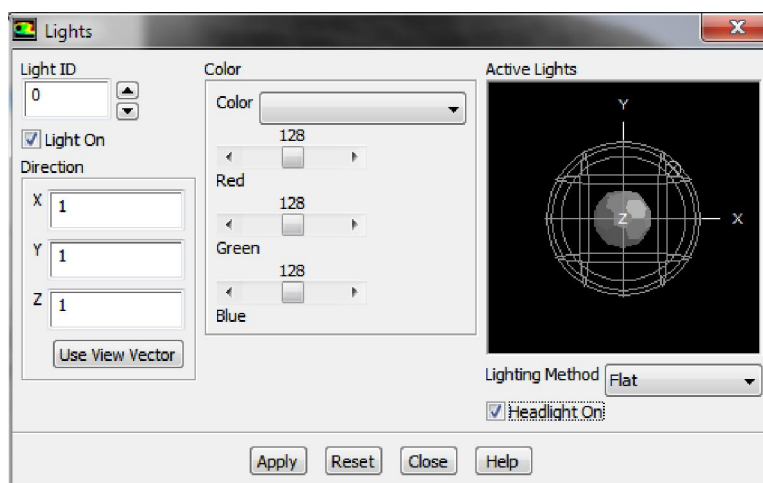 Lights
Light ID
0
Light On
Direction
X 1
Y 1
Z 1
Use View Vector
Color
Color
128
Red
128
Green
128
Blue
Active Lights
Y
Z
X
Lighting Method Flat
Headlight On
Apply Reset Close Help